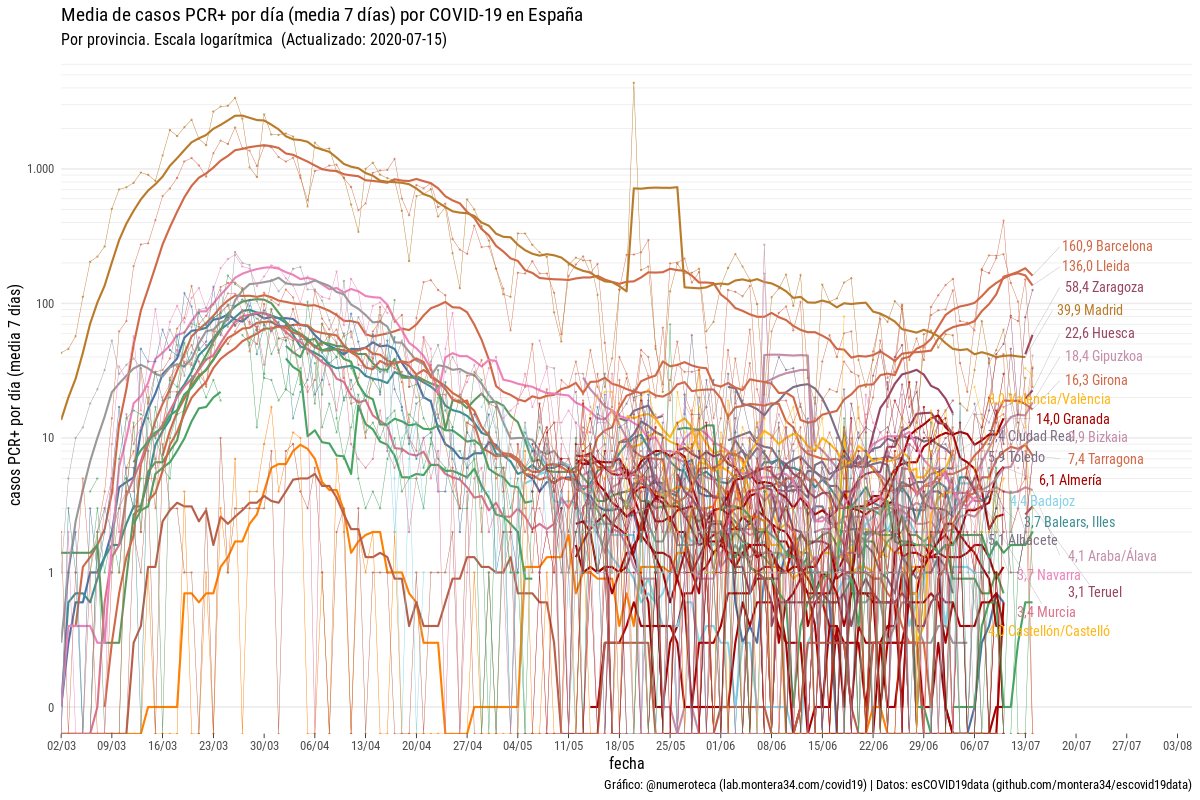 Media de casos PCR+ por día (media 7 días) por COVID-19 en España
Por provincia. Escala logarítmica (Actualizado: 2020-07-15)
casos PCR+ por día (media 7 días)
1.000
100
10
1
0
160,9 Barcelona
136,0 Lleida
58,4 Zaragoza
39,9 Madrid
22,6 Huesca
18,4 Gipuzkoa
16,3 Girona
València/València
14,0 Granada
Ciudad Real
,9 Bizkaia
5,9 Toledo
7,4 Tarragona
6,1 Almería
4,4 Badajoz
3,7 Balears, Illes
5,1 Albacete
4,1 Araba/Álava
3,7 Navarra
3,1 Teruel
3,4 Murcia
Castellón/Castelló
02/03 09/03 16/03 23/03 30/03 06/04 13/04 20/04 27/04 04/05 11/05 18/05 25/05 01/06 08/06 15/06 22/06 29/06 06/07 13/07 20/07 27/07 03/08
fecha
Gráfico: @numeroteca (lab.montera34.com/covid19) | Datos: esCOVID19data (github.com/montera34/escovid19data)